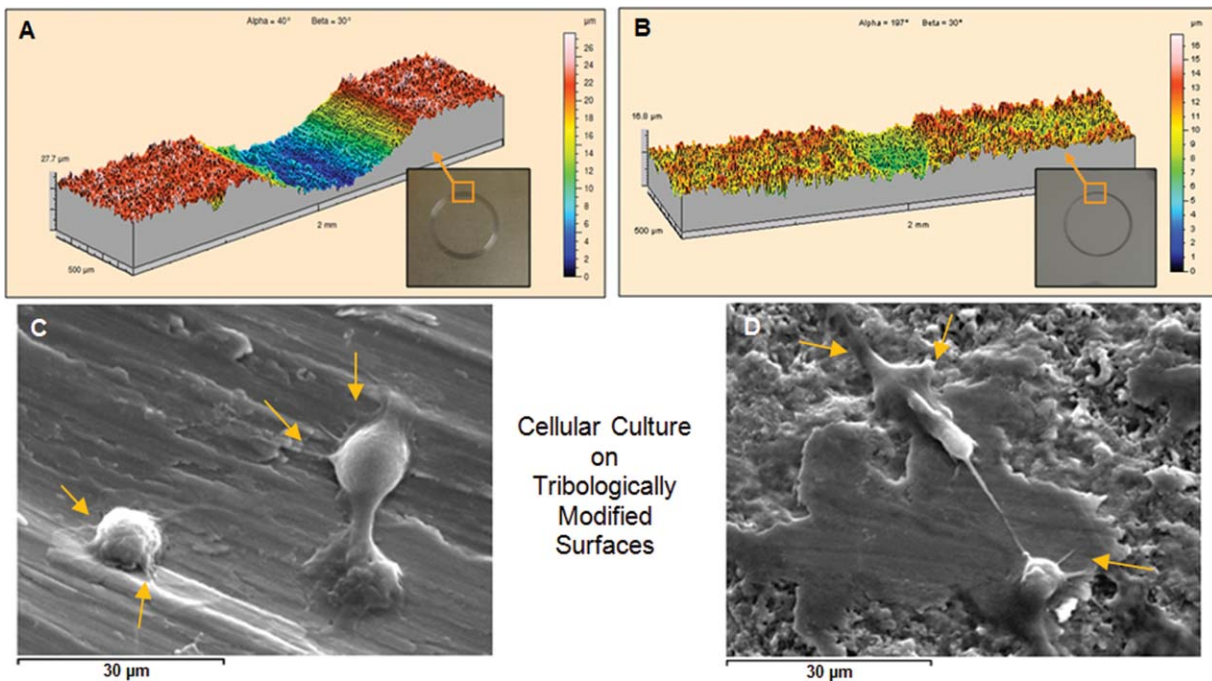 A
Alpha = 40° Beta = 30°
µm
26
24
22
20
18
16
14
12
10
8
6
4
2
0
27.7 µm
500 µm
2 mm
B
Alpha = 197° Beta = 30°
µm
16
15
14
13
12
11
10
9
8
7
6
5
4
3
2
1
0
16.8 µm
500 µm
2 mm
C
30 µm
Cellular Culture
on
Tribologically
Modified
Surfaces
D
30 µm